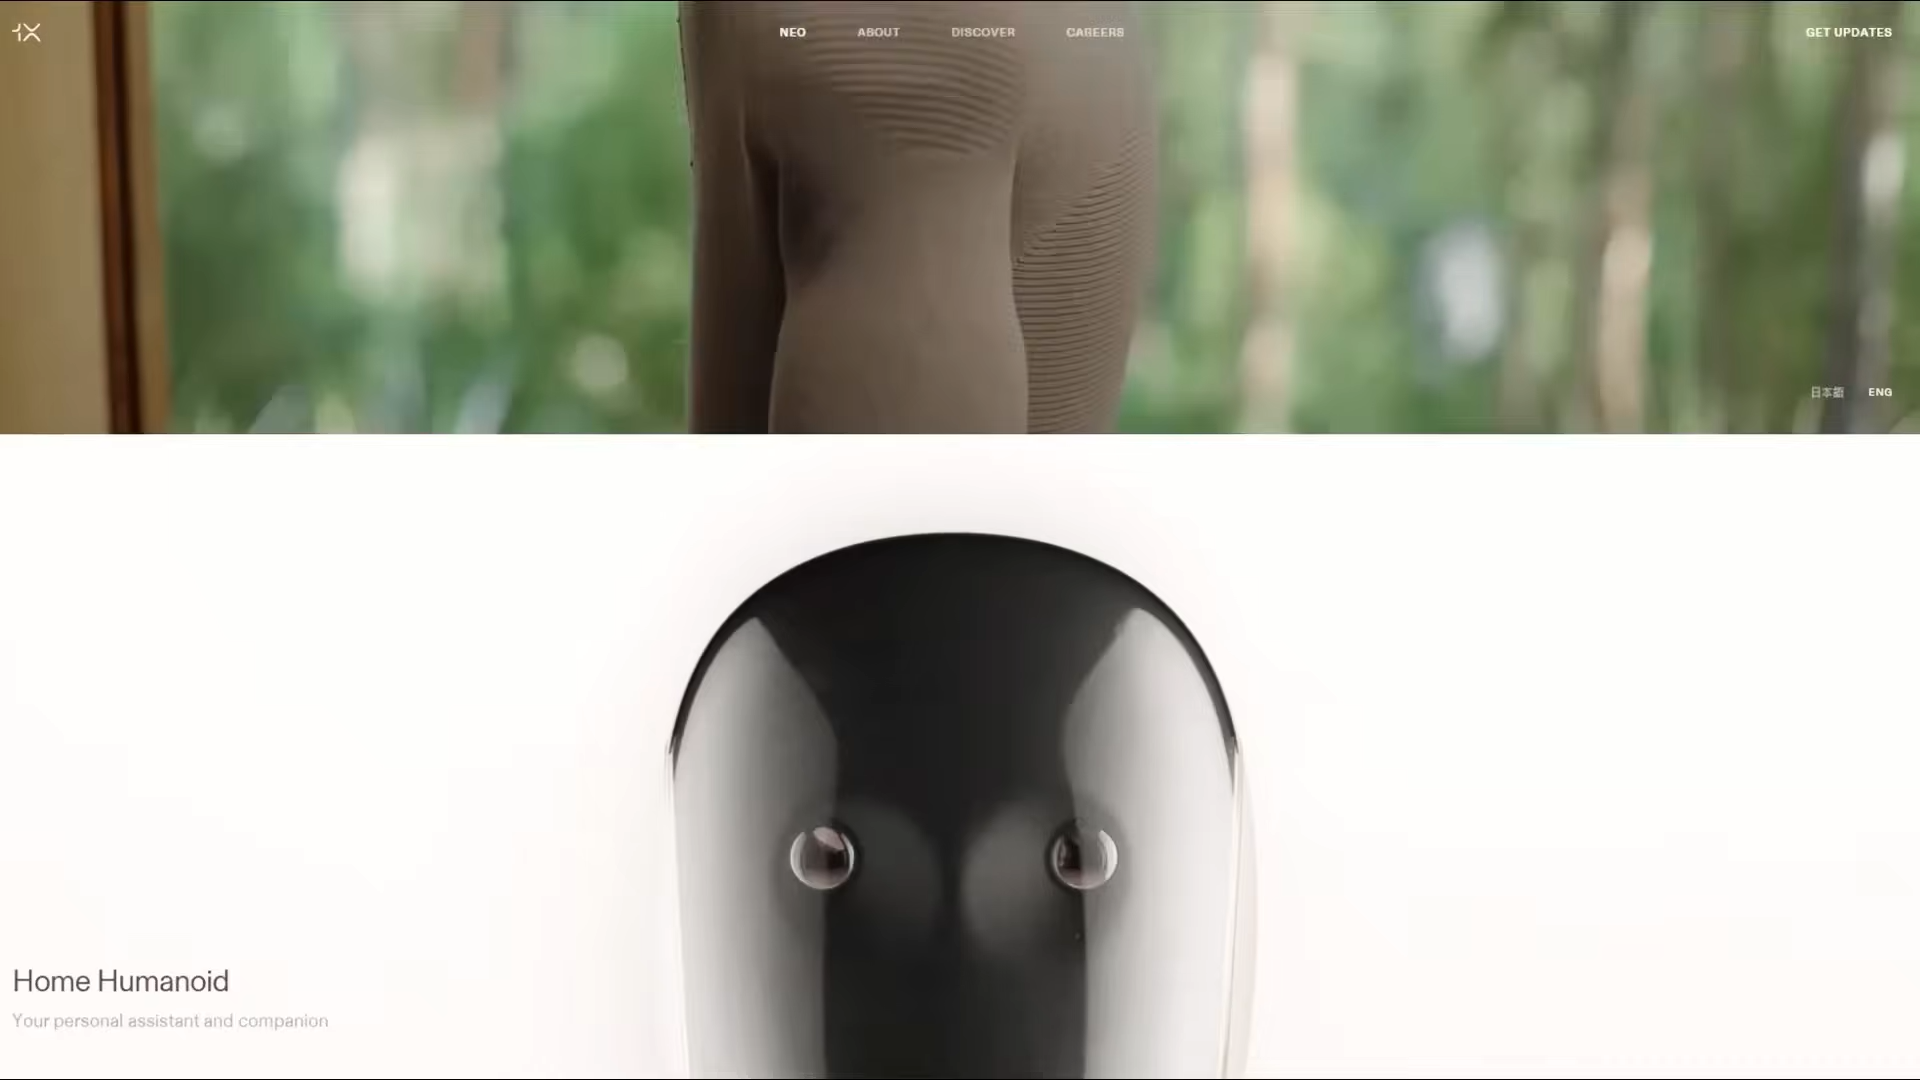 1X
NEO
ABOUT
DISCOVER
CAREERS
GET UPDATES
日本語
ENG
Home Humanoid
Your personal assistant and companion